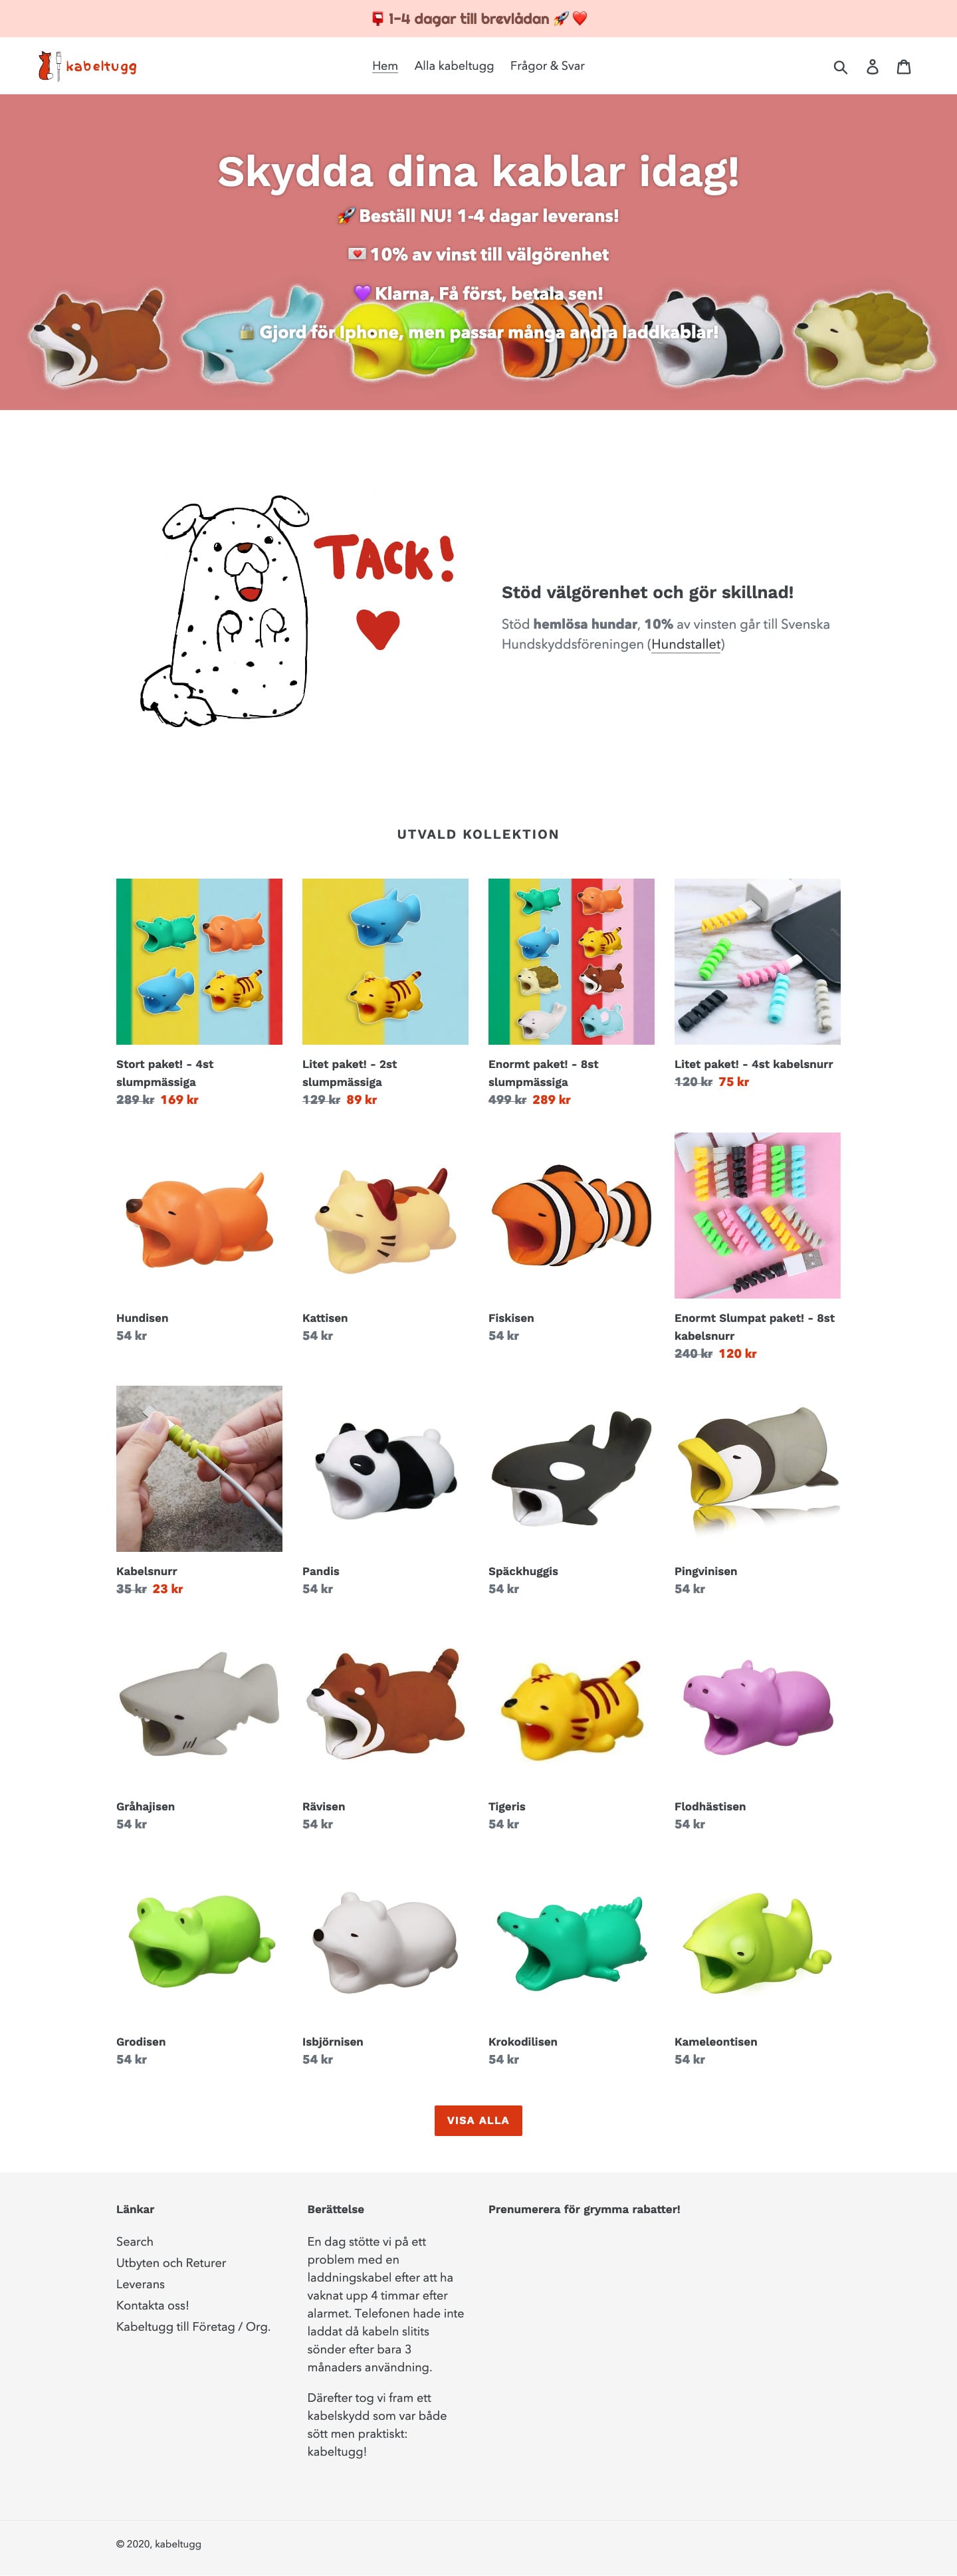 📮 1-4 dagar till brevlådan 🚀❤️
kabeltugg
Hem
Alla kabeltugg
Frågor & Svar
Skydda dina kablar idag!
🚀 Beställ NU! 1-4 dagar leverans!
💌 10% av vinst till välgörenhet
💜 Klarna, Få först, betala sen!
🔒 Gjord för Iphone, men passar många andra laddkablar!
TACK!
Stöd välgörenhet och gör skillnad!
Stöd hemlösa hundar, 10% av vinsten går till Svenska
Hundskyddsföreningen (Hundstallet)
UTVALD KOLLEKTION
Stort paket! - 4st
slumpmässiga
289 kr 169 kr
Litet paket! - 2st
slumpmässiga
129 kr 89 kr
Enormt paket! - 8st
slumpmässiga
499 kr 289 kr
Litet paket! - 4st kabelsnurr
120 kr 75 kr
Hundisen
54 kr
Kattisen
54 kr
Fiskisen
54 kr
Enormt Slumpat paket! - 8st
kabelsnurr
240 kr 120 kr
Kabelsnurr
35 kr 23 kr
Pandis
54 kr
Späckhuggis
54 kr
Pingvinisen
54 kr
Gråhajisen
54 kr
Rävisen
54 kr
Tigeris
54 kr
Flodhästisen
54 kr
Grodisen
54 kr
Isbjörnisen
54 kr
Krokodilisen
54 kr
Kameleontisen
54 kr
VISA ALLA
Länkar
Search
Utbyten och Returer
Leverans
Kontakta oss!
Kabeltugg till Företag / Org.
Berättelse
En dag stötte vi på ett
problem med en
laddningskabel efter att ha
vaknat upp 4 timmar efter
alarmet. Telefonen hade inte
laddat då kabeln slitits
sönder efter bara 3
månaders användning.
Därefter tog vi fram ett
kabelskydd som var både
sött men praktiskt:
kabeltugg!
Prenumerera för grymma rabatter!
© 2020, kabeltugg